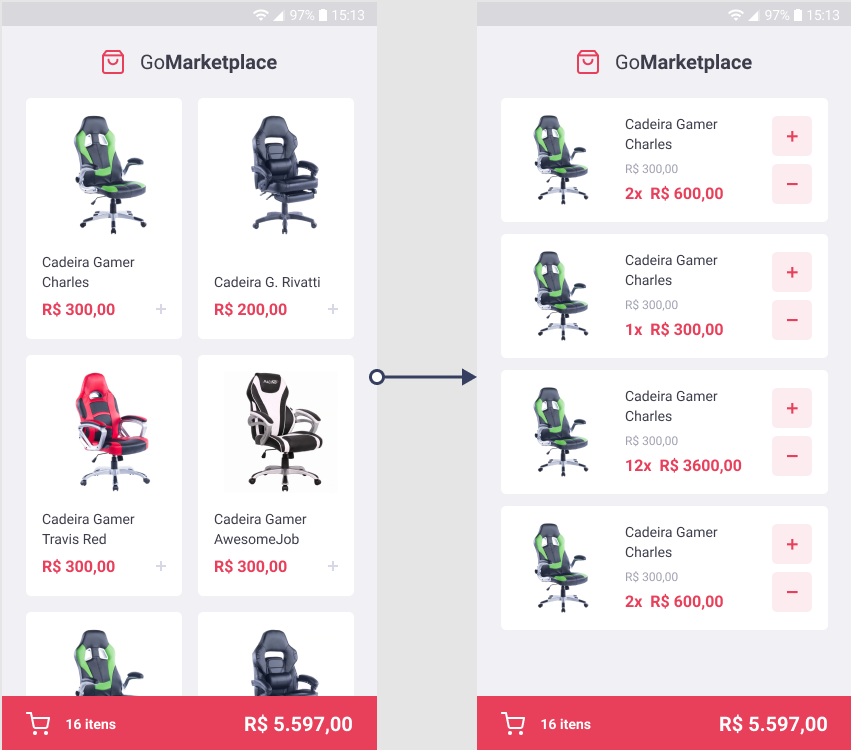 97% 15:13
GoMarketplace
Cadeira Gamer
Charles
R$ 300,00 +
Cadeira G. Rivatti
R$ 200,00 +
Cadeira Gamer
Travis Red
R$ 300,00 +
Cadeira Gamer
AwesomeJob
R$ 300,00 +
16 itens
R$ 5.597,00
97% 15:13
GoMarketplace
Cadeira Gamer
Charles
R$ 300,00
2x R$ 600,00
+
−
Cadeira Gamer
Charles
R$ 300,00
1x R$ 300,00
+
−
Cadeira Gamer
Charles
R$ 300,00
12x R$ 3600,00
+
−
Cadeira Gamer
Charles
R$ 300,00
2x R$ 600,00
+
−
16 itens
R$ 5.597,00